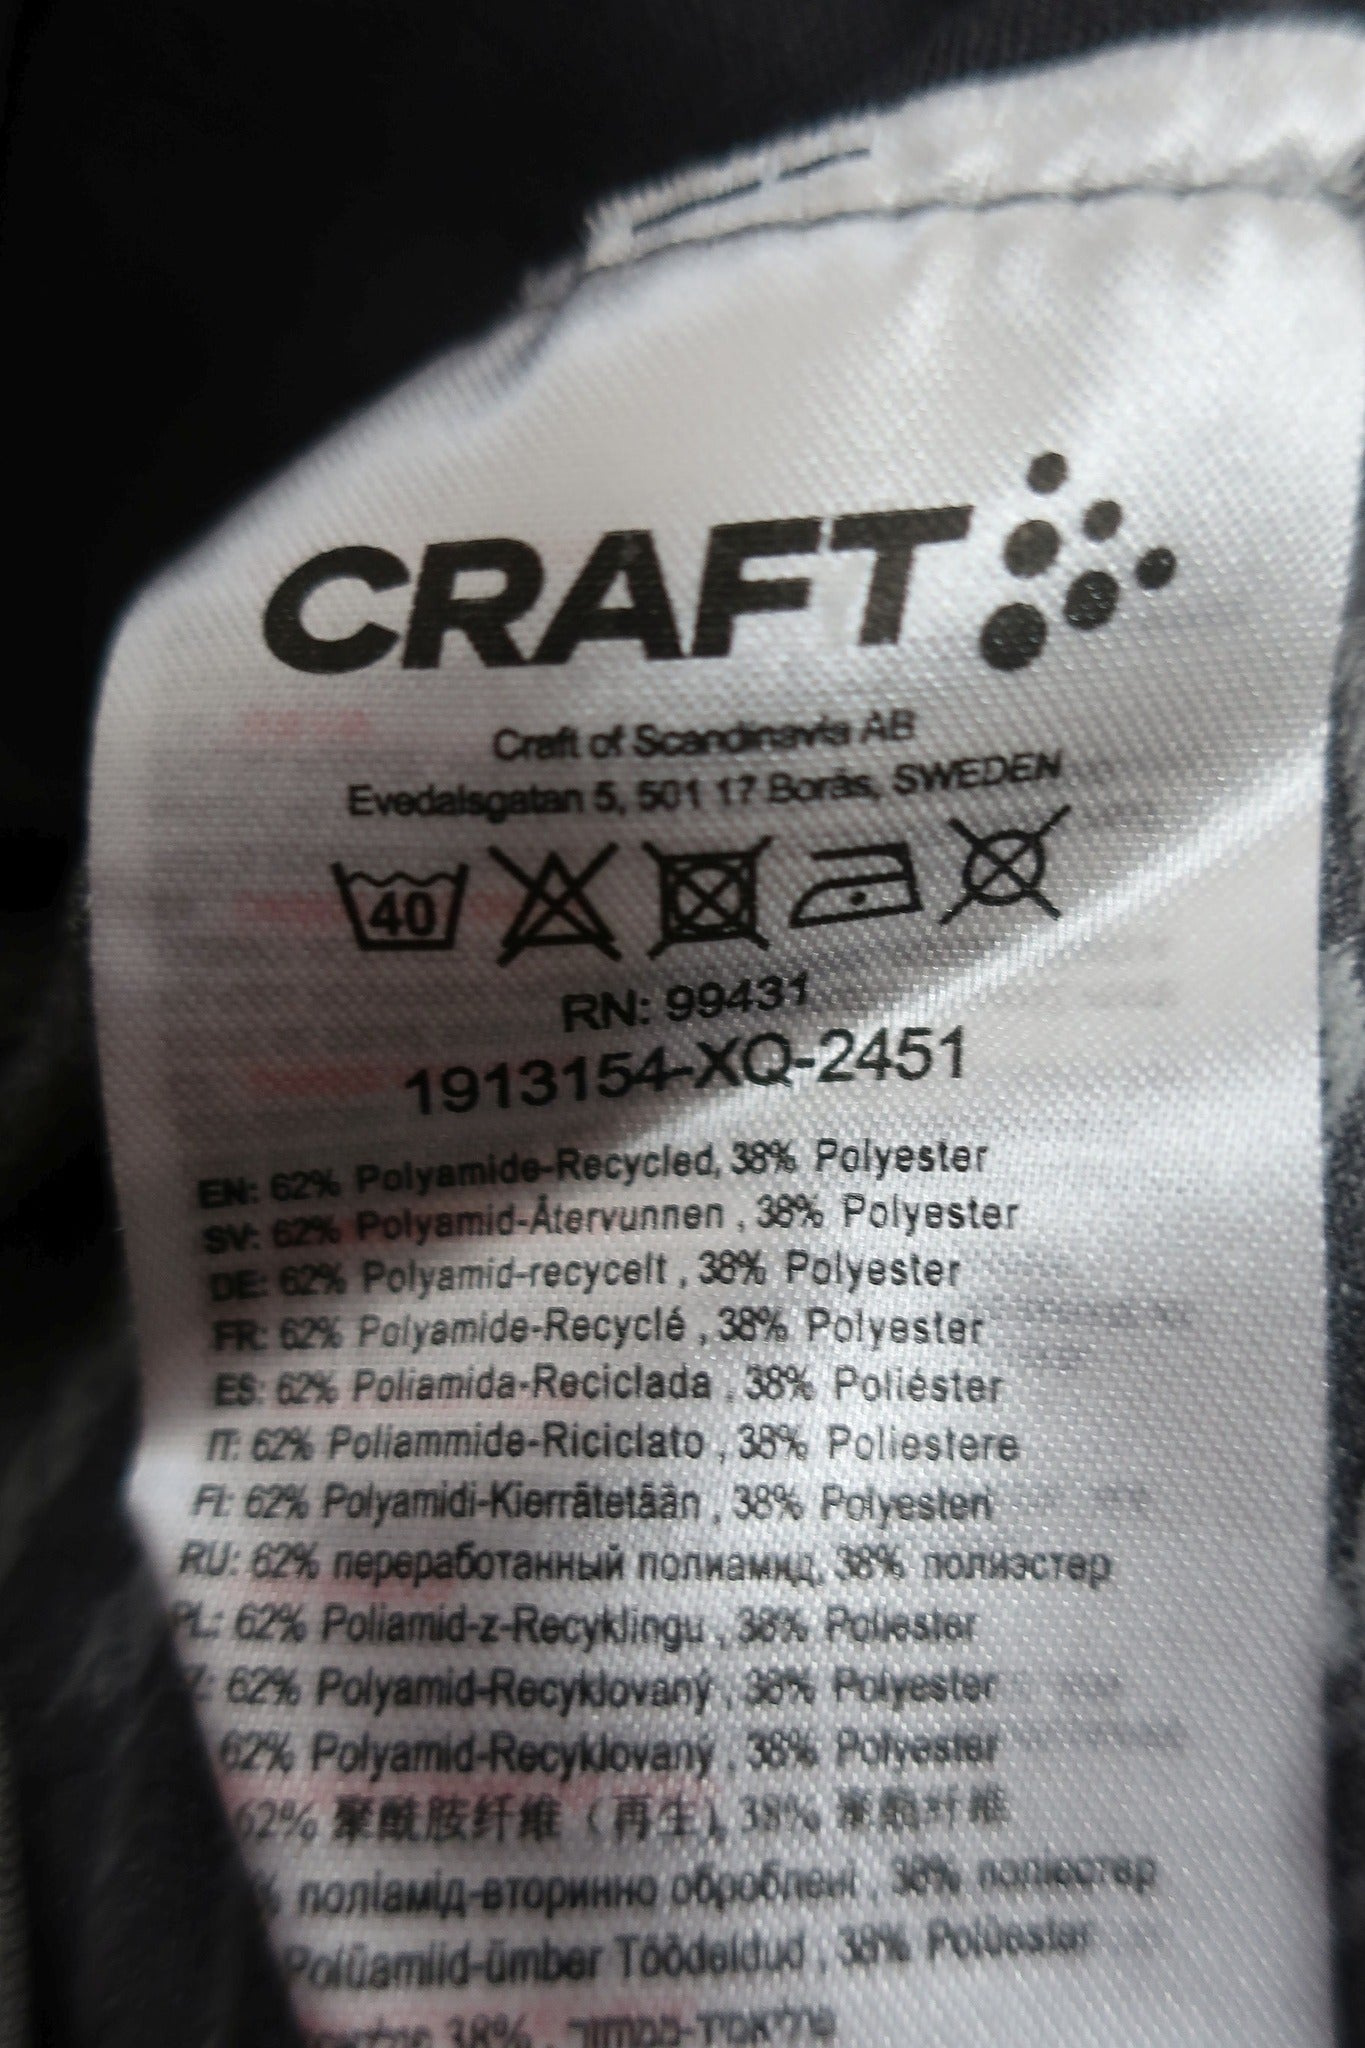 CRAFT
Craft of Scandinavia AB
Evedalsgatan 5, 501 17 Borås, SWEDEN
40
RN: 99431
1913154-XQ-2451
EN: 62% Polyamide-Recycled, 38% Polyester
SV: 62% Polyamid-Återvunnen , 38% Polyester
DE: 62% Polyamid-recycelt , 38% Polyester
FR: 62% Polyamide-Recyclé , 38% Polyester
ES: 62% Poliamida-Reciclada , 38% Poliéster
IT: 62% Poliammide-Riciclato , 38% Poliestere
FI: 62% Polyamidi-Kierrätetään , 38% Polyesteri
RU: 62% переработанный полиамид, 38% полиэстер
PL: 62% Poliamid-z-Recyklingu , 38% Poliester
62% Polyamid-Recyklovaný , 38% Polyester
62% Polyamid-Recyklovaný , 38% Polyester
62% 聚酰胺纤维（再生）, 38% 聚酯纤维
% поліамід-вторинно оброблені , 38% поліестер
Polüamiid-ümber Töödeldud , 38% Polüester
38%